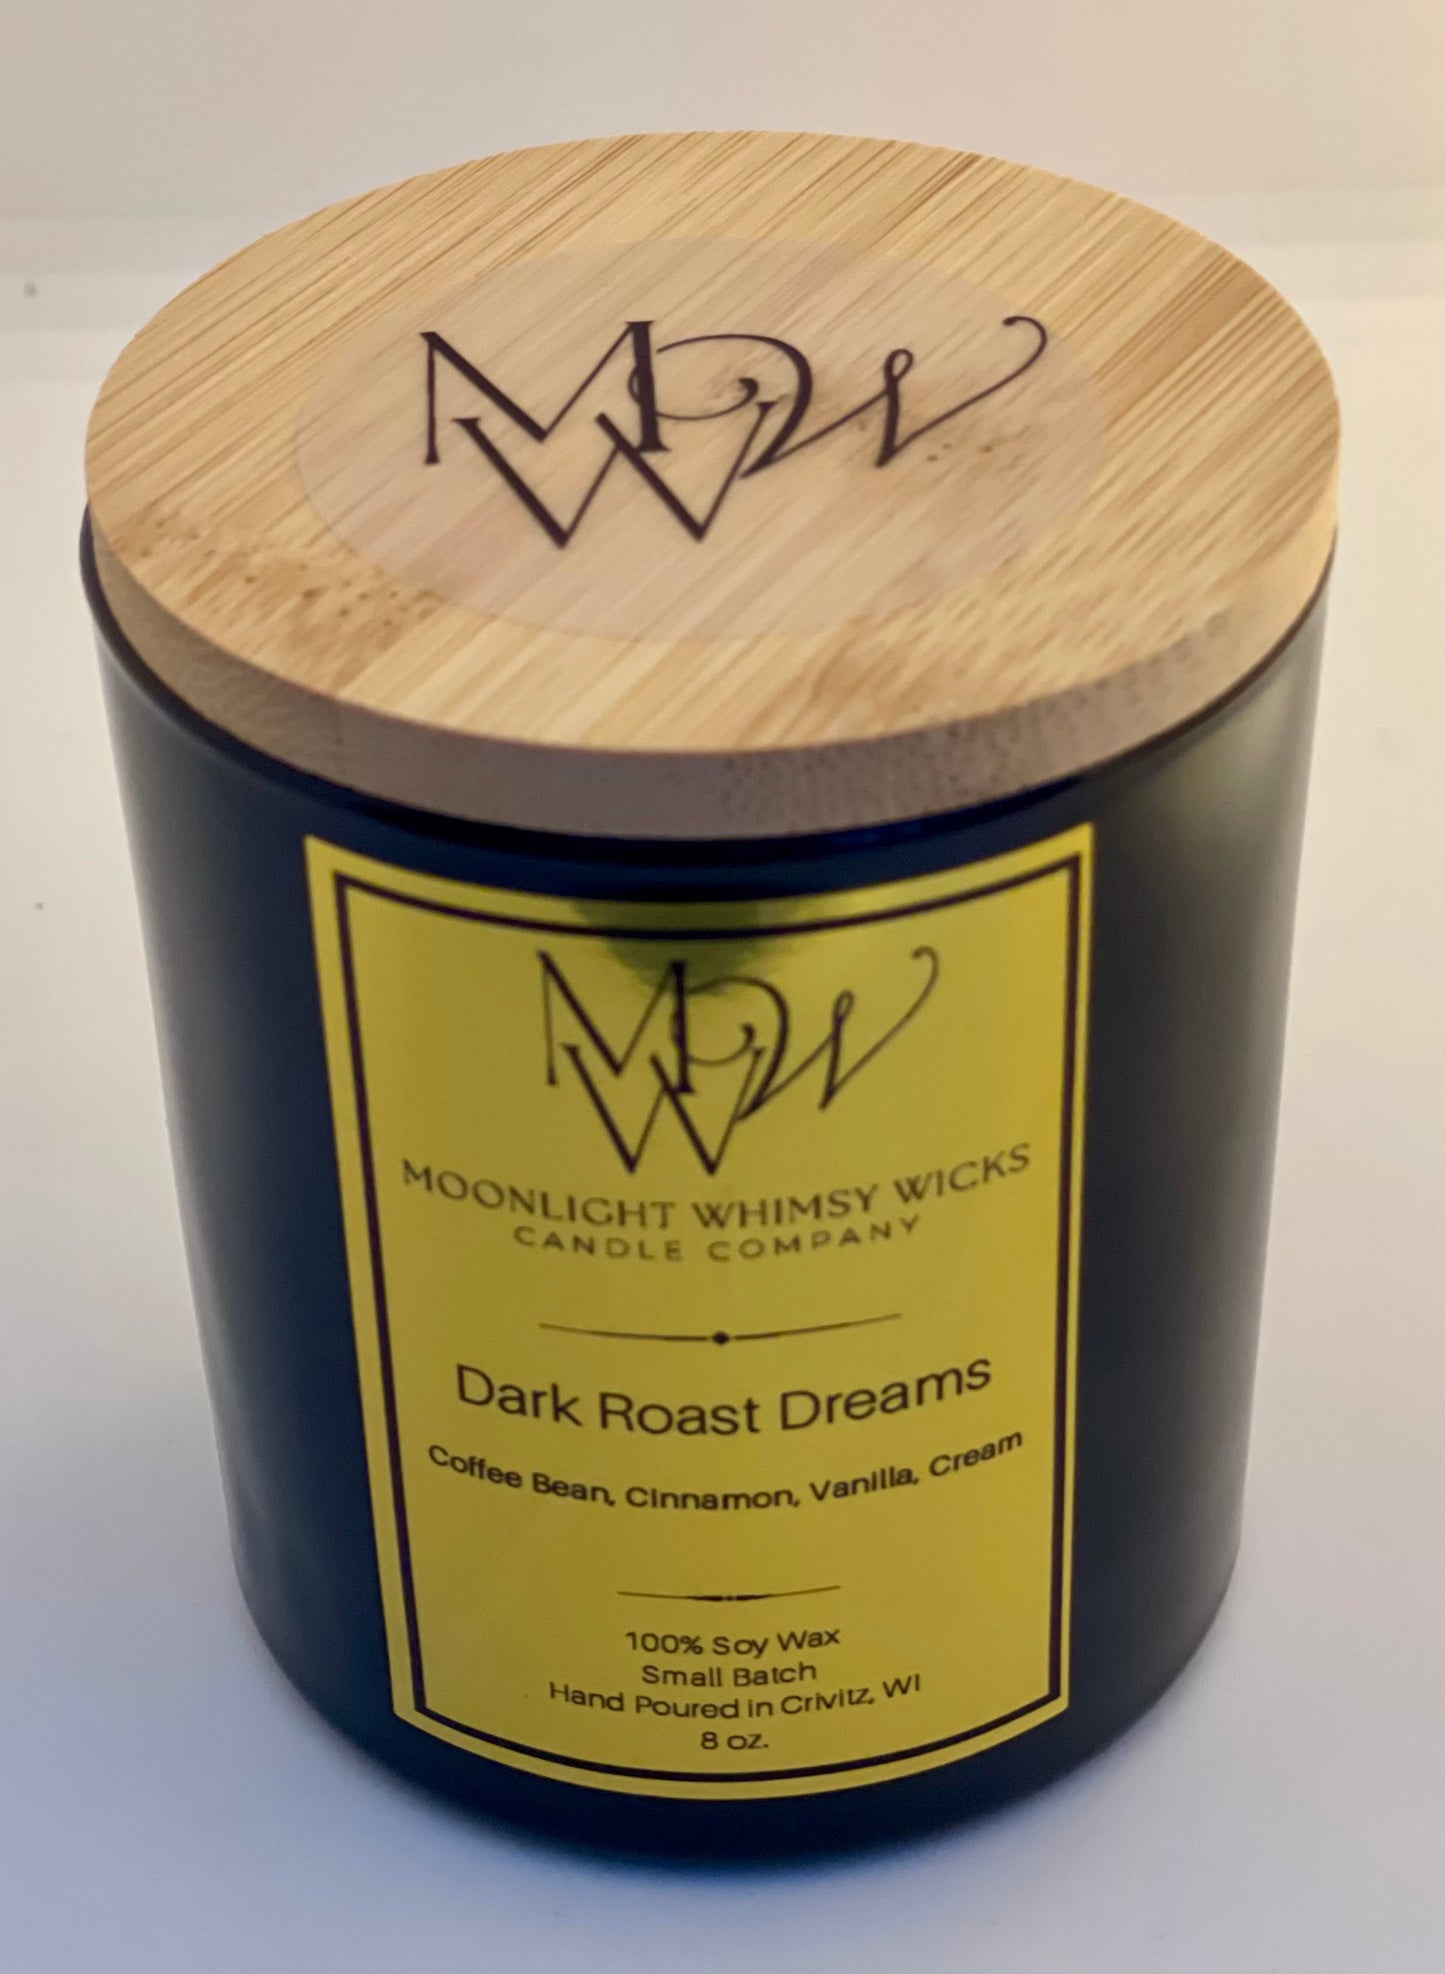 MWW
MWW
MOONLIGHT WHIMSY WICKS
CANDLE COMPANY
Dark Roast Dreams
Coffee Bean, Cinnamon, Vanilla, Cream
100% Soy Wax
Small Batch
Hand Poured in Crivitz, WI
8 oz.